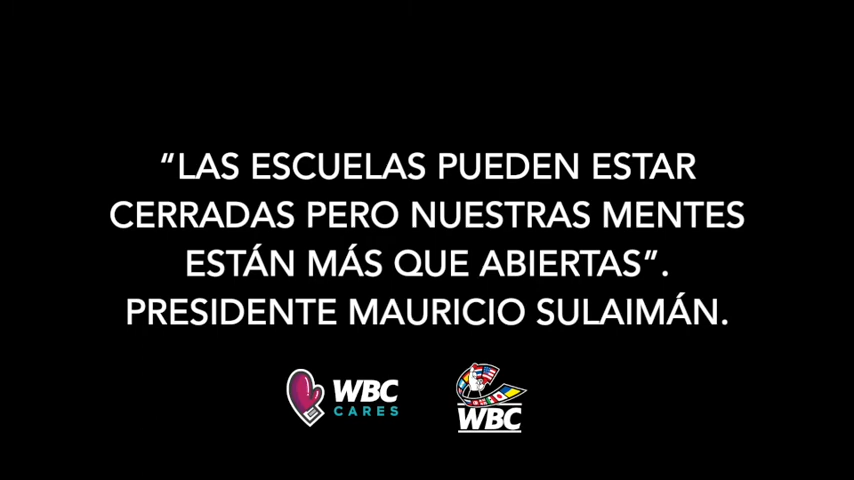 “LAS ESCUELAS PUEDEN ESTAR
CERRADAS PERO NUESTRAS MENTES
ESTÁN MÁS QUE ABIERTAS”.
PRESIDENTE MAURICIO SULAIMÁN.
WBC
CARES
WBC